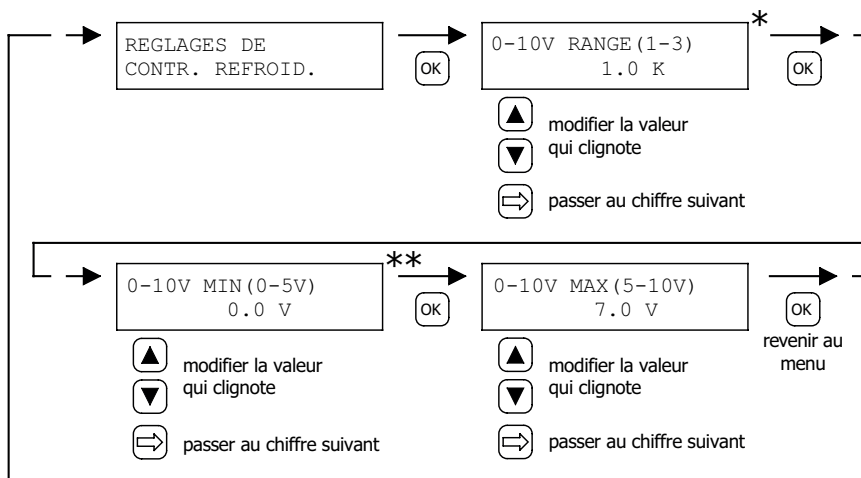 REGLAGES DE
CONTR. REFROID.
OK
0-10V RANGE(1-3)
1.0 K
*
OK
modifier la valeur
qui clignote
passer au chiffre suivant
0-10V MIN(0-5V)
0.0 V
**
OK
0-10V MAX(5-10V)
7.0 V
OK
revenir au
menu
modifier la valeur
qui clignote
passer au chiffre suivant
modifier la valeur
qui clignote
passer au chiffre suivant